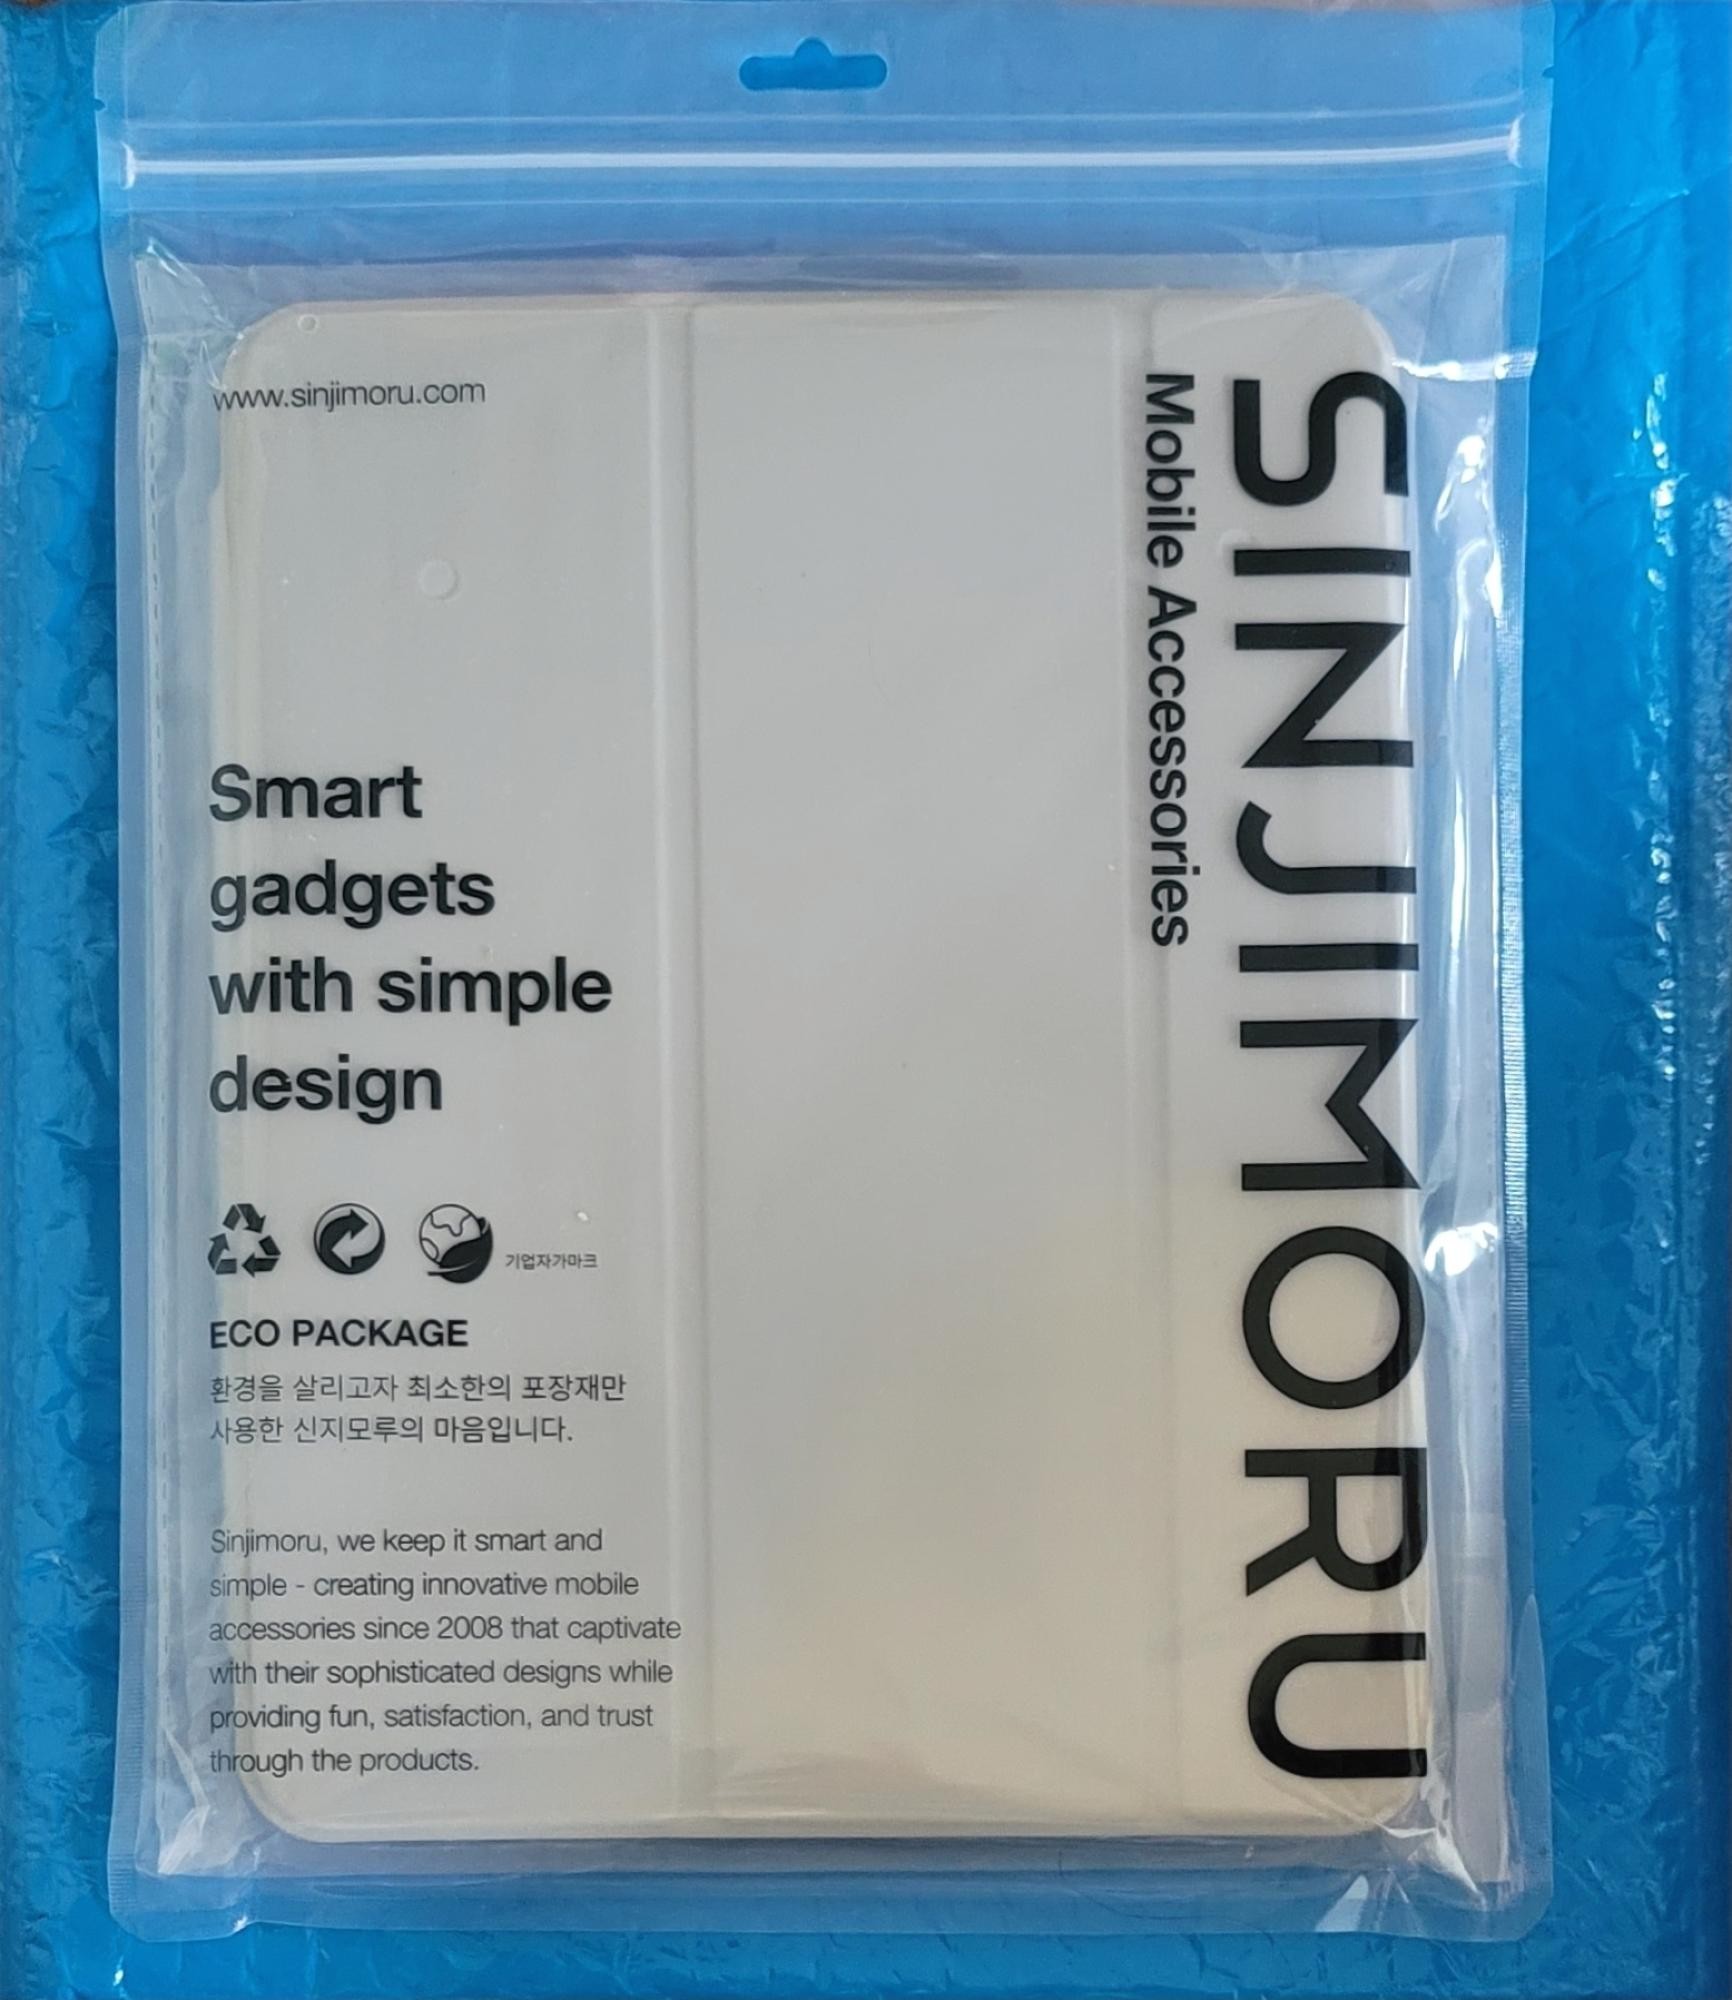 www.sinjimoru.com
SINJIMORU
Mobile Accessories
Smart
gadgets
with simple
design
기업자가마크
ECO PACKAGE
환경을 살리고자 최소한의 포장재만
사용한 신지모루의 마음입니다.
Sinjimoru, we keep it smart and
simple - creating innovative mobile
accessories since 2008 that captivate
with their sophisticated designs while
providing fun, satisfaction, and trust
through the products.